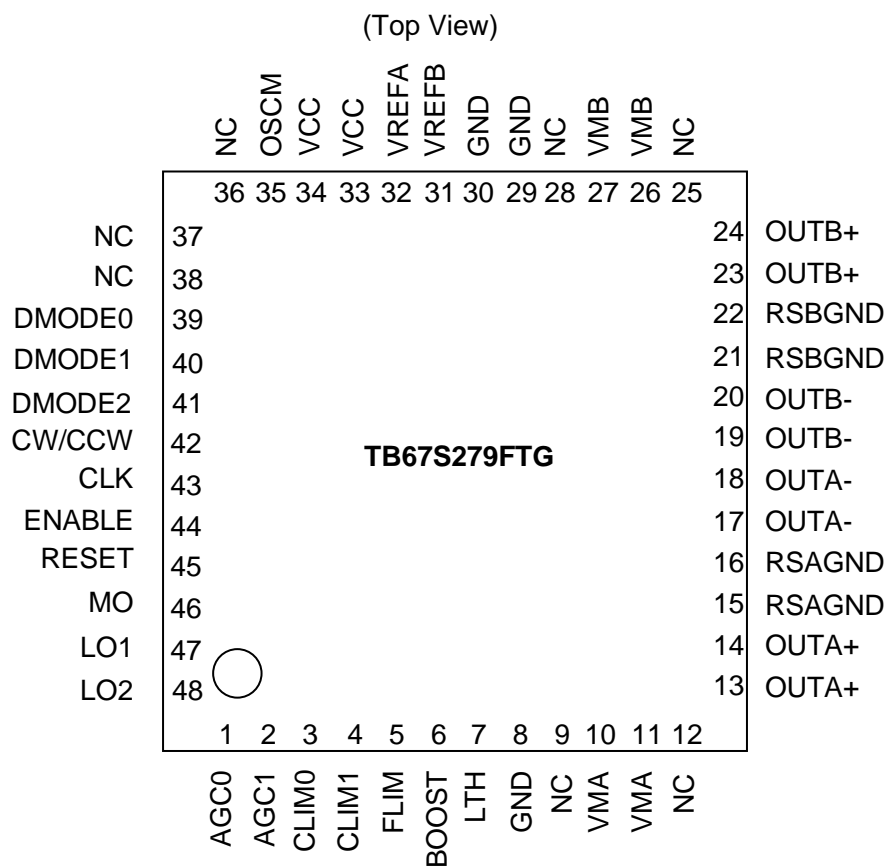 (Top View)
NC OSCM VCC VCC VREFA VREFB GND GND NC VMB VMB NC
36 35 34 33 32 31 30 29 28 27 26 25
NC 37 24 OUTB+
NC 38 23 OUTB+
DMODE0 39 22 RSBGND
DMODE1 40 21 RSBGND
DMODE2 41 20 OUTB-
CW/CCW 42 19 OUTB-
TB67S279FTG
CLK 43 18 OUTA-
ENABLE 44 17 OUTA-
RESET 45 16 RSAGND
MO 46 15 RSAGND
LO1 47 14 OUTA+
LO2 48 13 OUTA+
1 2 3 4 5 6 7 8 9 10 11 12
AGC0 AGC1 CLIM0 CLIM1 FLIM BOOST LTH GND NC VMA VMA NC